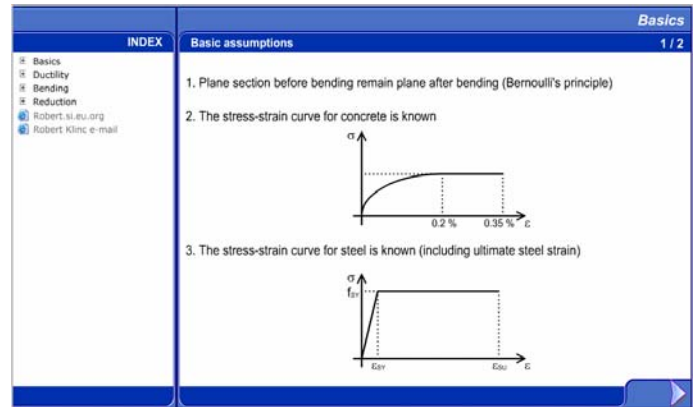 Basics
INDEX
Basic assumptions
1 / 2
Basics
Ductility
Bending
Reduction
Robert.si.eu.org
Robert Klinc e-mail
1. Plane section before bending remain plane after bending (Bernoulli's principle)
2. The stress-strain curve for concrete is known
σ
0.2 %
0.35 %
ε
3. The stress-strain curve for steel is known (including ultimate steel strain)
σ
fSY
εSY
εSU
ε